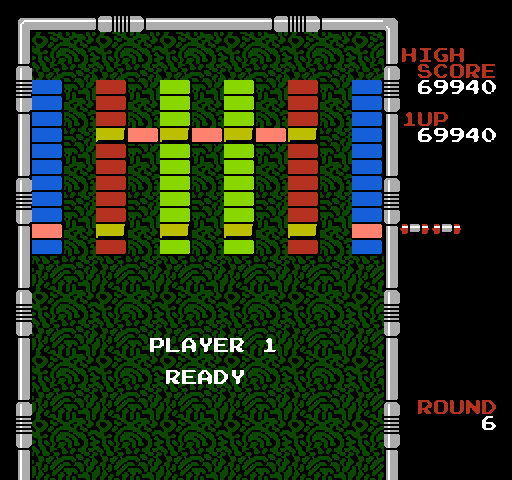 HIGH
SCORE
69940
1UP
69940
PLAYER 1
READY
ROUND
6